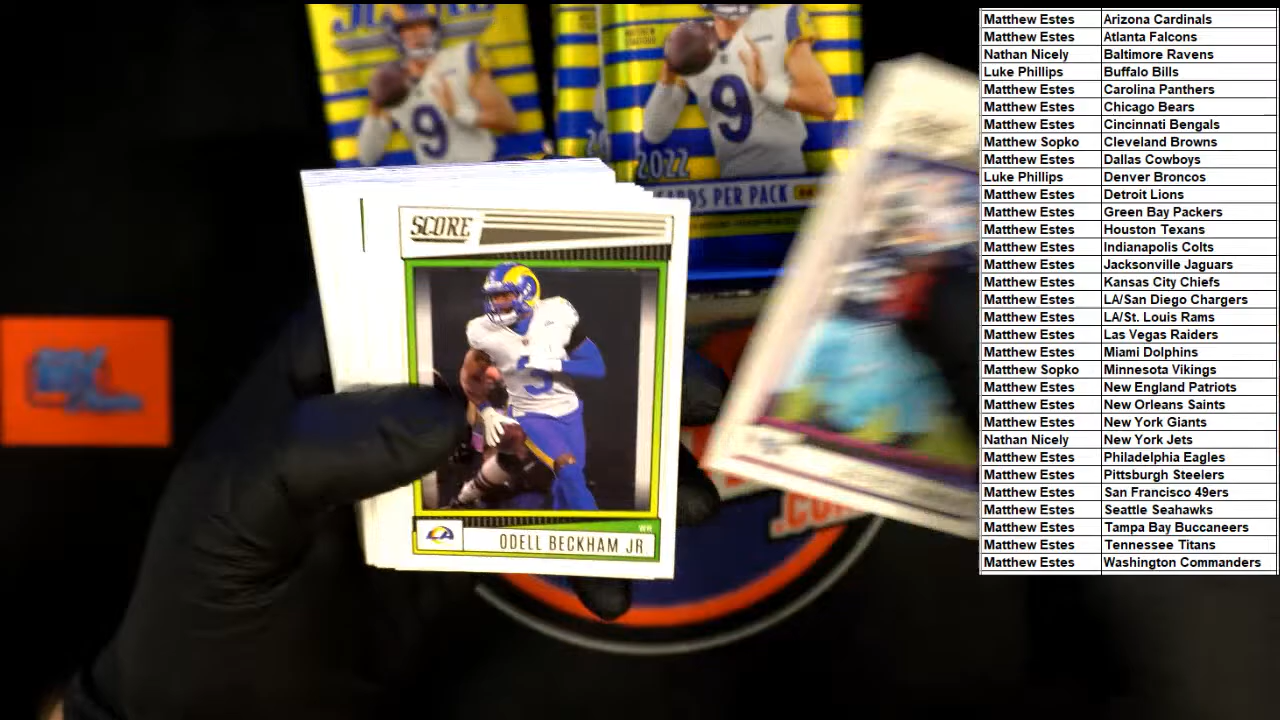 9
9
2022
CARDS PER PACK
SCORE
3
LA
WR
ODELL BECKHAM JR
.COM
Matthew Estes Arizona Cardinals
Matthew Estes Atlanta Falcons
Nathan Nicely Baltimore Ravens
Luke Phillips Buffalo Bills
Matthew Estes Carolina Panthers
Matthew Estes Chicago Bears
Matthew Estes Cincinnati Bengals
Matthew Sopko Cleveland Browns
Matthew Estes Dallas Cowboys
Luke Phillips Denver Broncos
Matthew Estes Detroit Lions
Matthew Estes Green Bay Packers
Matthew Estes Houston Texans
Matthew Estes Indianapolis Colts
Matthew Estes Jacksonville Jaguars
Matthew Estes Kansas City Chiefs
Matthew Estes LA/San Diego Chargers
Matthew Estes LA/St. Louis Rams
Matthew Estes Las Vegas Raiders
Matthew Estes Miami Dolphins
Matthew Sopko Minnesota Vikings
Matthew Estes New England Patriots
Matthew Estes New Orleans Saints
Matthew Estes New York Giants
Nathan Nicely New York Jets
Matthew Estes Philadelphia Eagles
Matthew Estes Pittsburgh Steelers
Matthew Estes San Francisco 49ers
Matthew Estes Seattle Seahawks
Matthew Estes Tampa Bay Buccaneers
Matthew Estes Tennessee Titans
Matthew Estes Washington Commanders